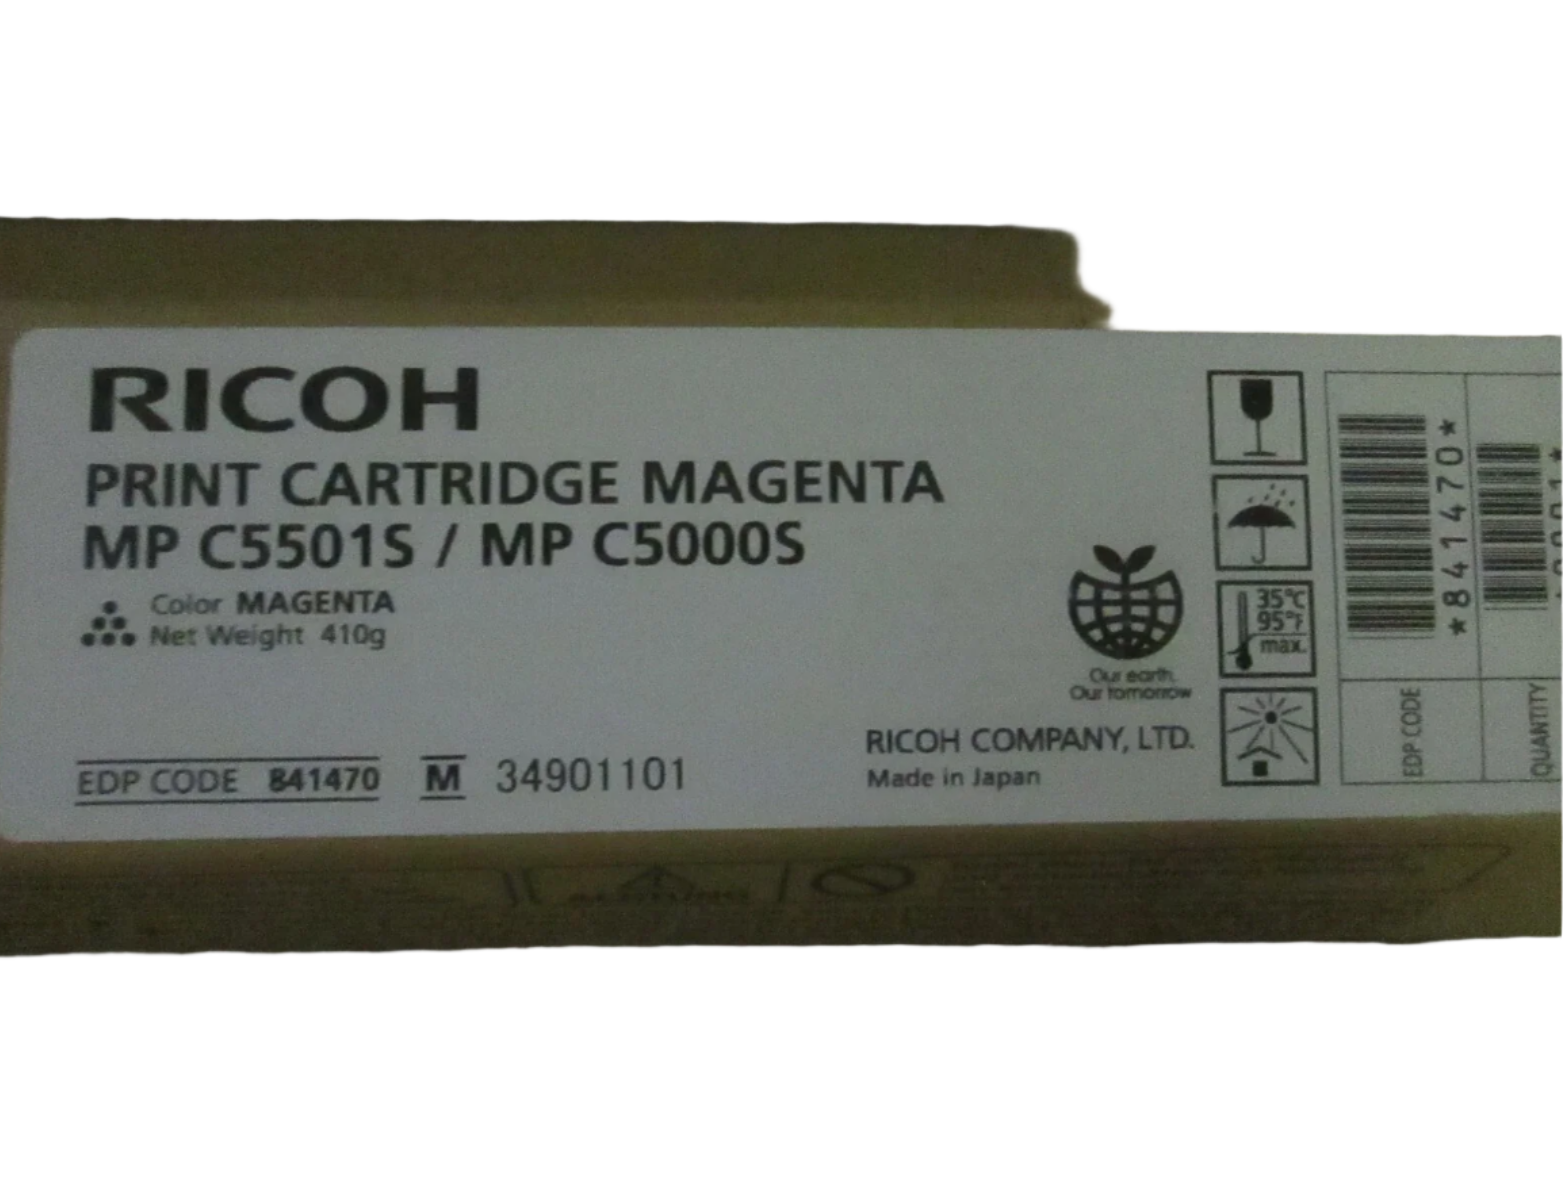 RICOH
PRINT CARTRIDGE MAGENTA
MP C5501S / MP C5000S
Color MAGENTA
Net Weight 410g
EDP CODE 841470 M 34901101
Our earth,
Our tomorrow
RICOH COMPANY, LTD.
Made in Japan
35°C
95°F
max.
*841470*
EDP CODE
QUANTITY